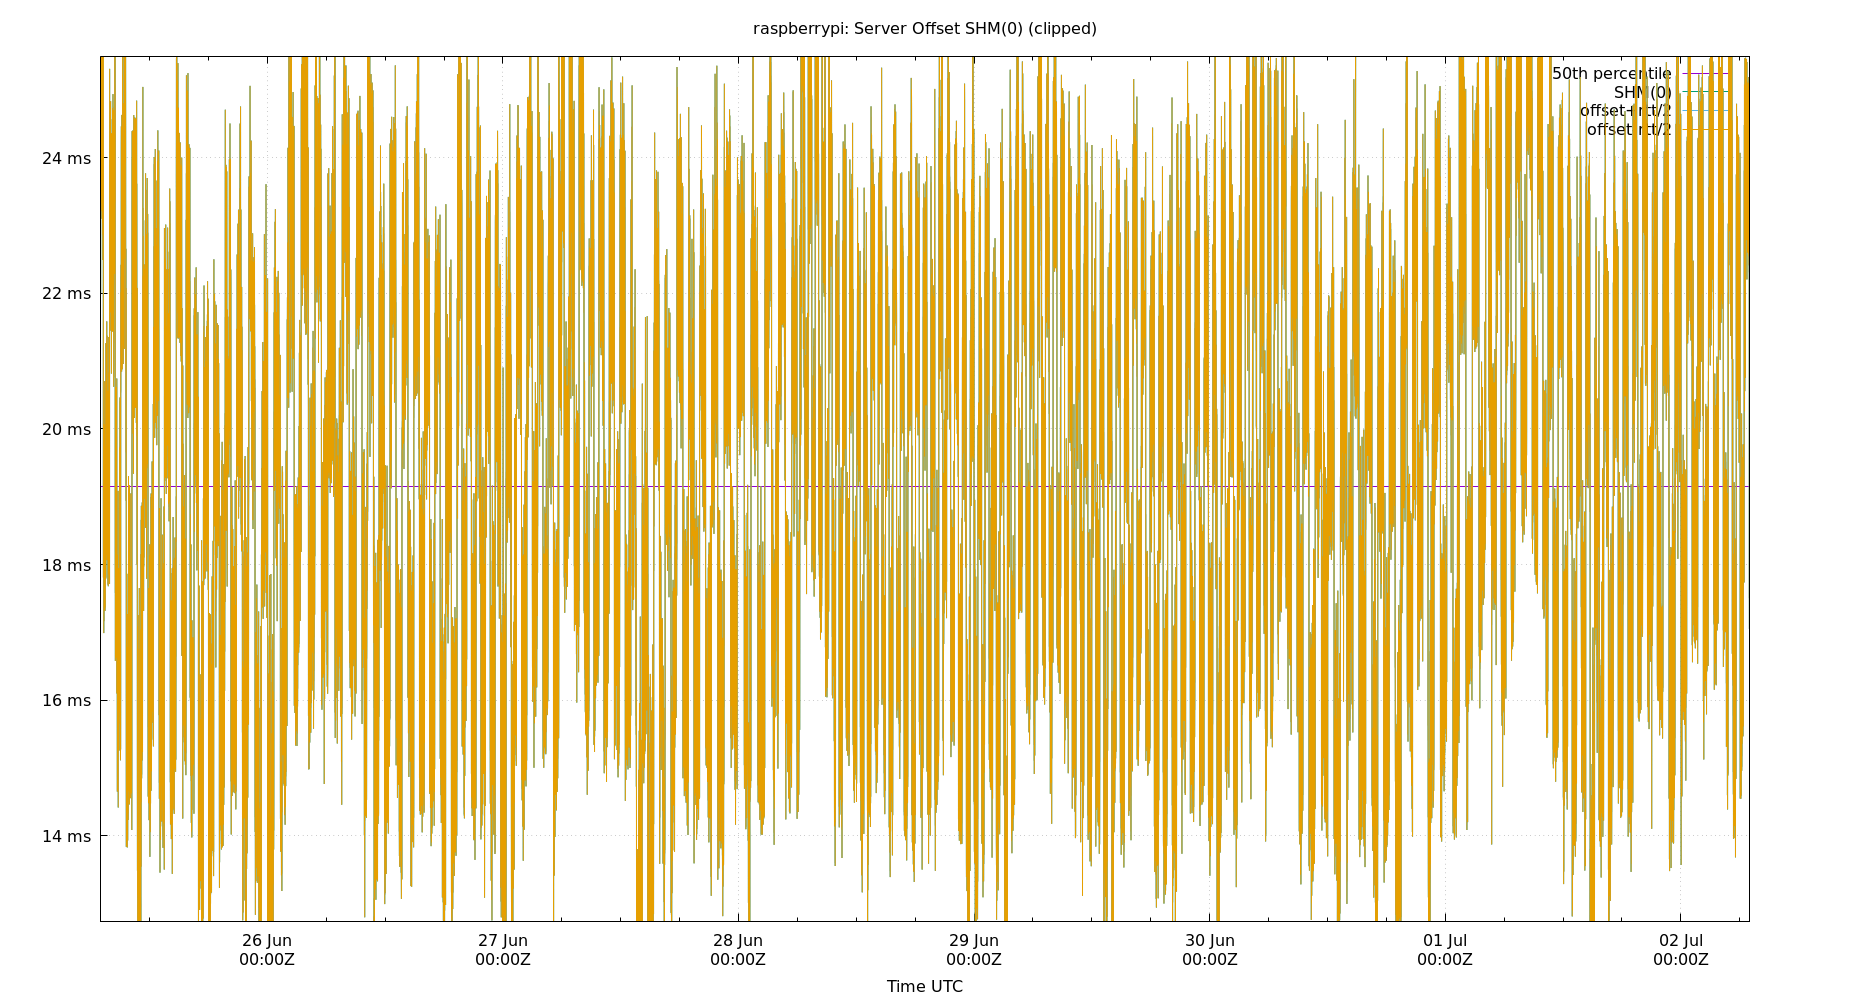 raspberrypi: Server Offset SHM(0) (clipped)
50th percentile
SHM(0)
offset+rtt/2
offset-rtt/2
24 ms
22 ms
20 ms
18 ms
16 ms
14 ms
26 Jun 27 Jun 28 Jun 29 Jun 30 Jun 01 Jul 02 Jul
00:00Z 00:00Z 00:00Z 00:00Z 00:00Z 00:00Z 00:00Z
Time UTC